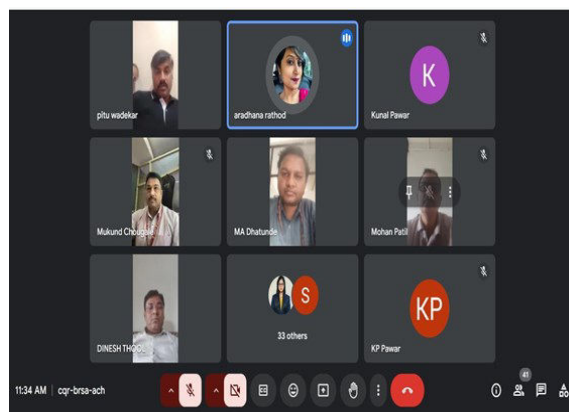 pitu wadekar
aradhana rathod
K
Kunal Pawar
Mukund Chougale
MA Dhatunde
Mohan Patil
DINESH THOOL
S
33 others
KP
KP Pawar
11:34 AM | cqr-brsa-ach
41